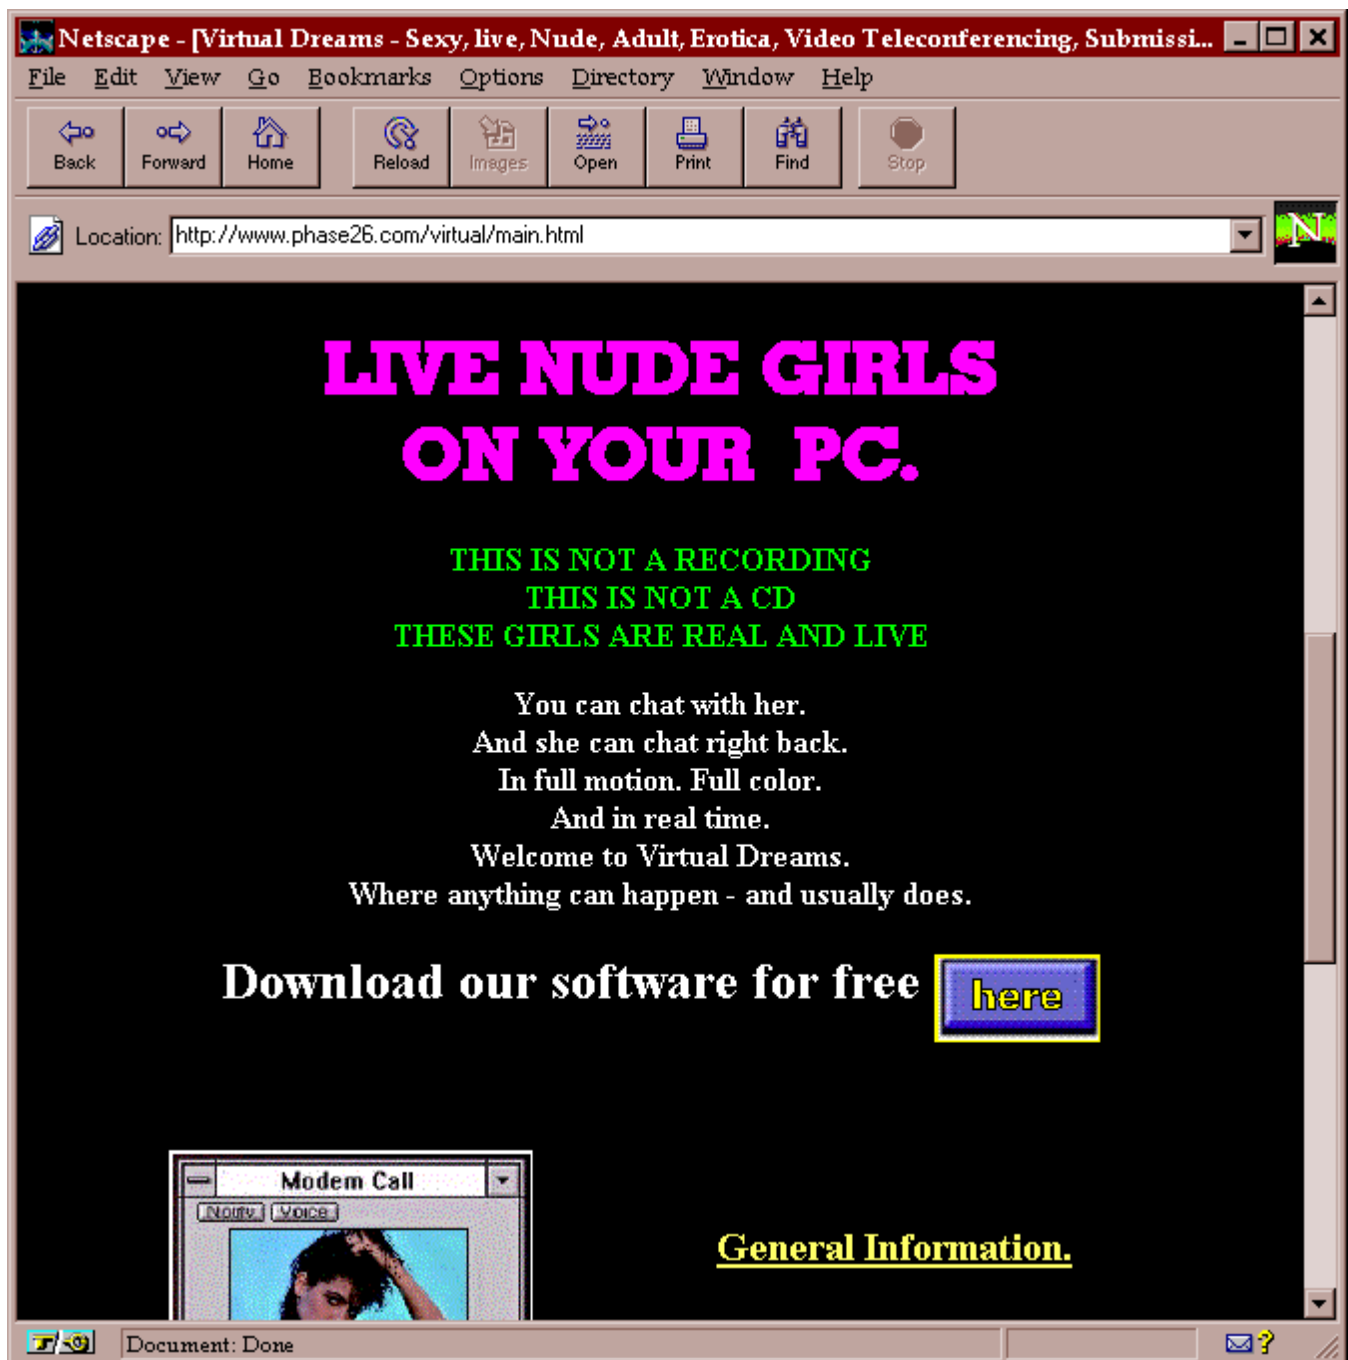 Netscape - [Virtual Dreams - Sexy, live, Nude, Adult, Erotica, Video Teleconferencing, Submissi...
File Edit View Go Bookmarks Options Directory Window Help
Back Forward Home Reload Images Open Print Find Stop
Location: http://www.phase26.com/virtual/main.html
N
LIVE NUDE GIRLS
ON YOUR PC.
THIS IS NOT A RECORDING
THIS IS NOT A CD
THESE GIRLS ARE REAL AND LIVE
You can chat with her.
And she can chat right back.
In full motion. Full color.
And in real time.
Welcome to Virtual Dreams.
Where anything can happen - and usually does.
Download our software for free here
Modem Call
Notify Voice
General Information.
Document: Done
?